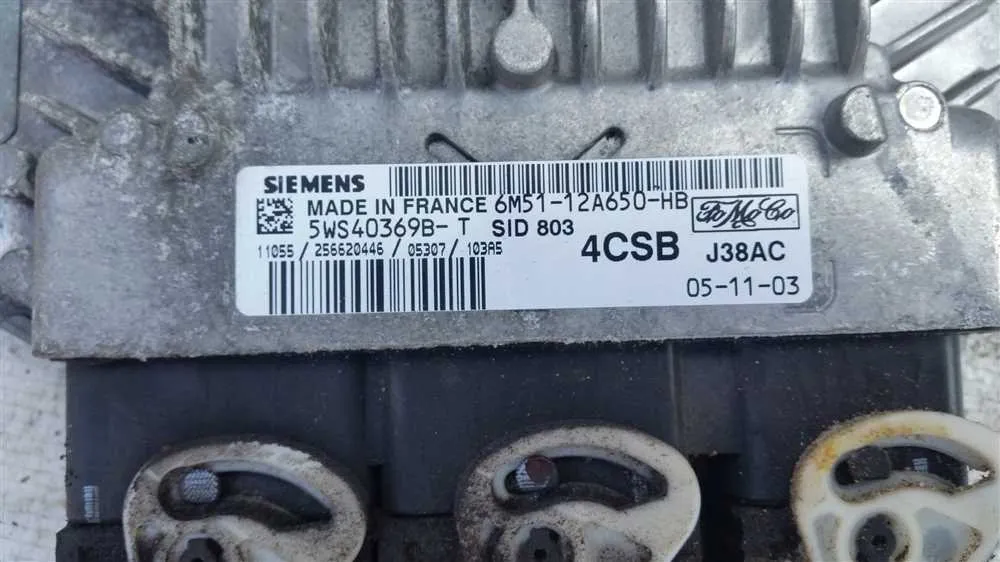 SiEMENS
MADE IN FRANCE 6M51-12A650-HB
FoMoCo
5WS40369B-T SID 803
11055 / 256620446 / 05307 / 103A5
4CSB J38AC
05-11-03